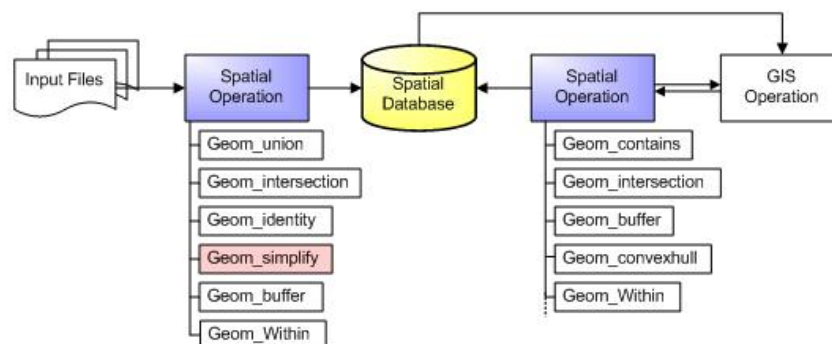 Input Files
Spatial
Operation
Spatial
Database
Spatial
Operation
GIS
Operation
Geom_union
Geom_intersection
Geom_identity
Geom_simplify
Geom_buffer
Geom_Within
Geom_contains
Geom_intersection
Geom_buffer
Geom_convexhull
Geom_Within